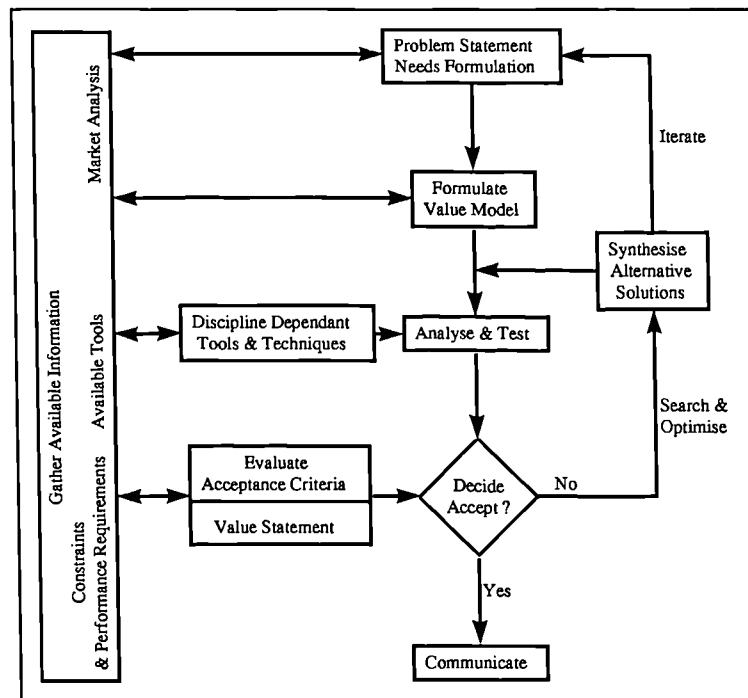 Problem Statement
Needs Formulation
Market Analysis
Iterate
Formulate
Value Model
Synthesise
Alternative
Solutions
Gather Available Information
Available Tools
Discipline Dependant
Tools & Techniques
Analyse & Test
Search &
Optimise
Constraints
& Performance Requirements
Evaluate
Acceptance Criteria
Value Statement
Decide
Accept ?
No
Yes
Communicate